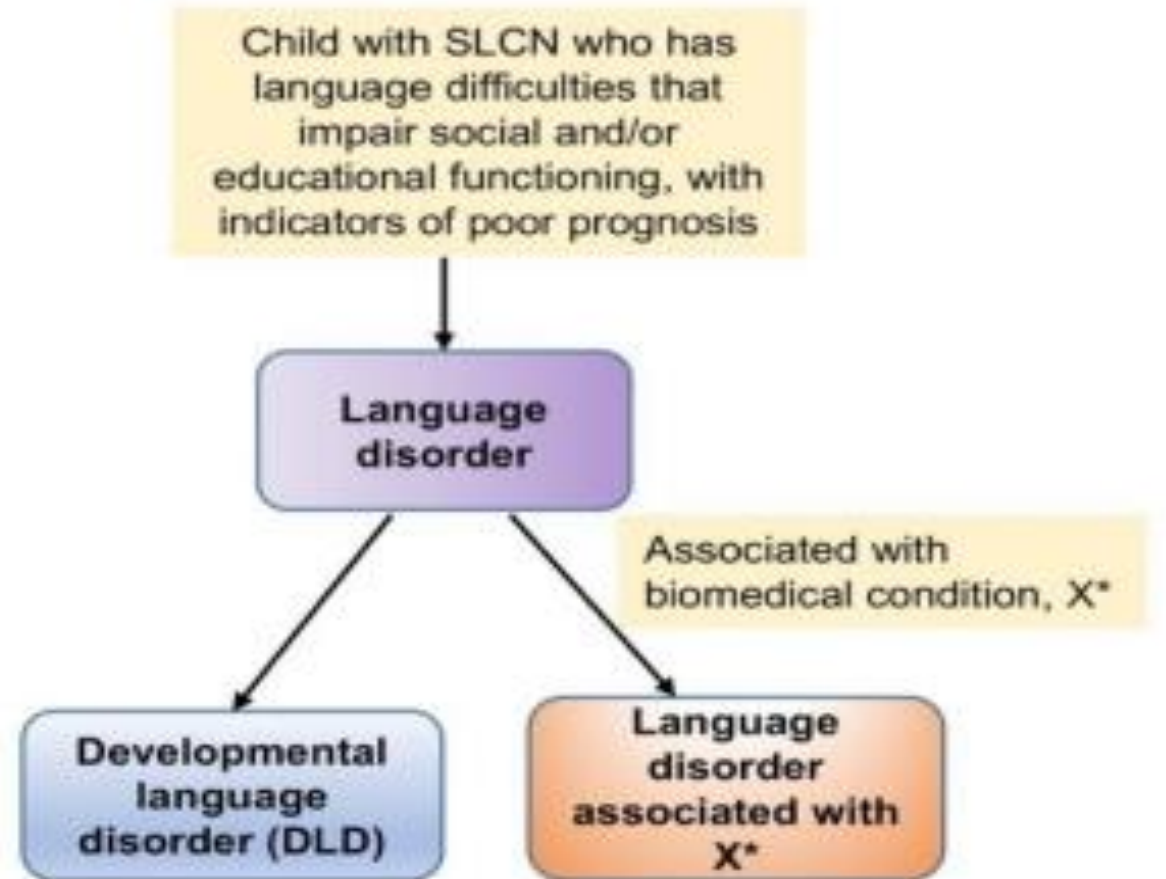 Child with SLCN who has
language difficulties that
impair social and/or
educational functioning, with
indicators of poor prognosis
Language
disorder
Associated with
biomedical condition, X*
Developmental
language
disorder (DLD)
Language
disorder
associated with
X*